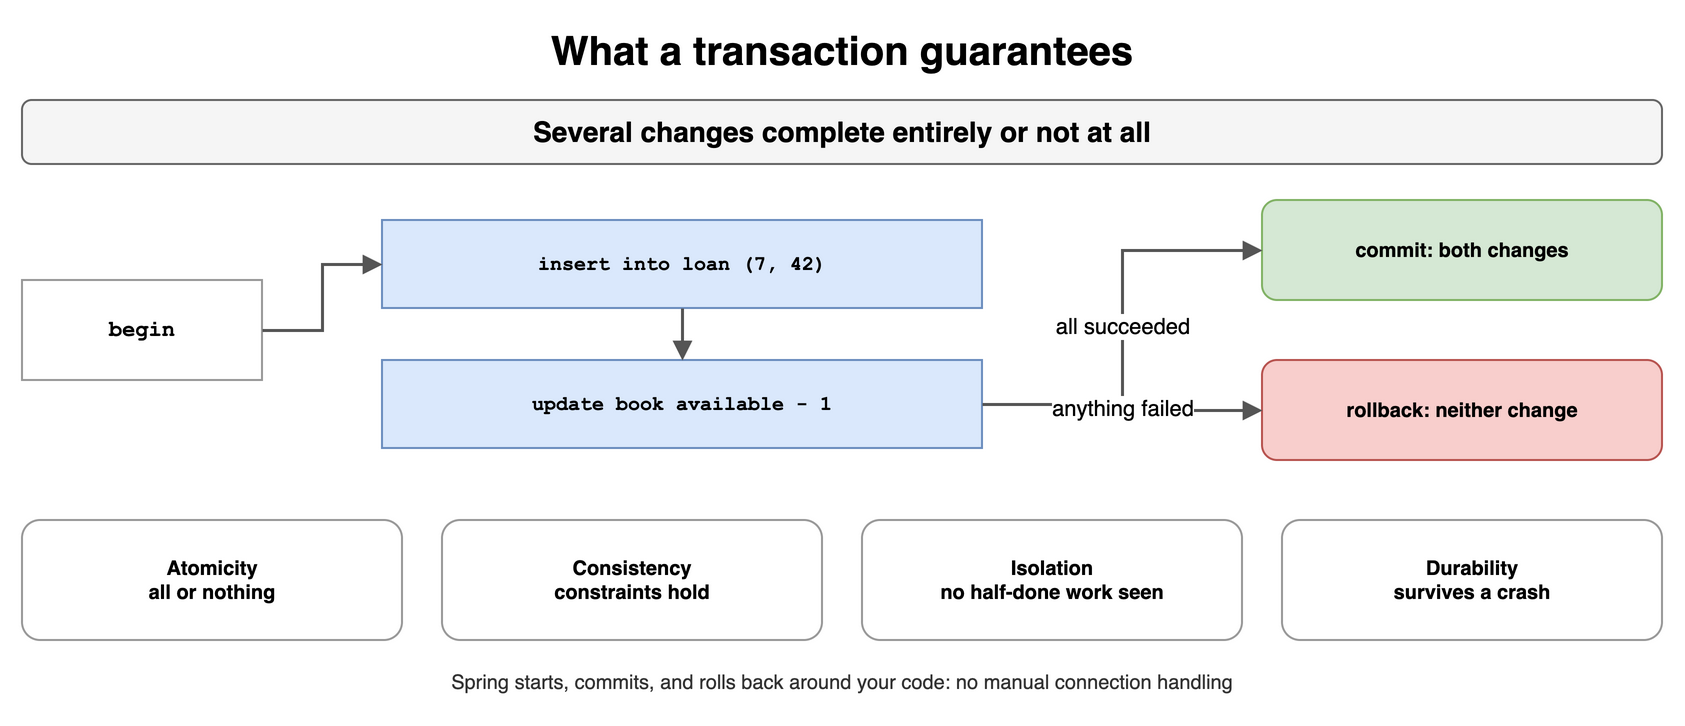 What a transaction guarantees
Several changes complete entirely or not at all
begin
insert into loan (7, 42)
update book available - 1
all succeeded
anything failed
commit: both changes
rollback: neither change
Atomicity
all or nothing
Consistency
constraints hold
Isolation
no half-done work seen
Durability
survives a crash
Spring starts, commits, and rolls back around your code: no manual connection handling